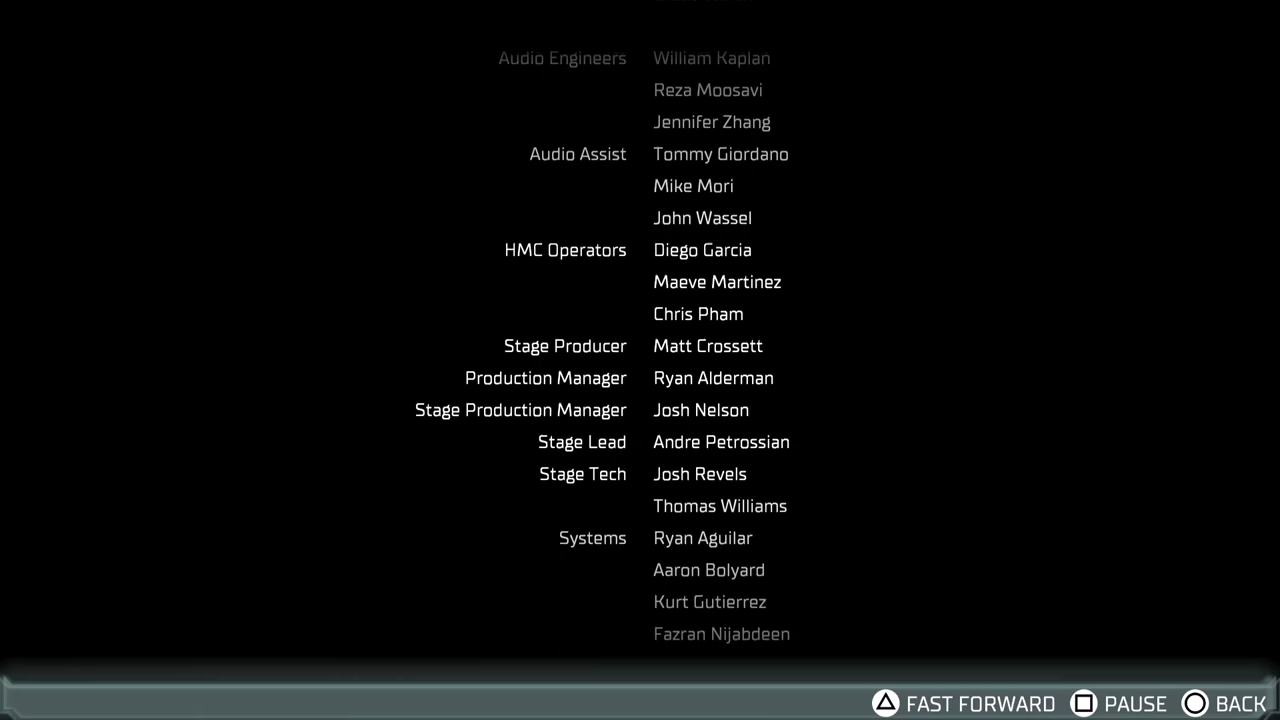 Audio Engineers William Kaplan
Reza Moosavi
Jennifer Zhang
Audio Assist Tommy Giordano
Mike Mori
John Wassel
HMC Operators Diego Garcia
Maeve Martinez
Chris Pham
Stage Producer Matt Crossett
Production Manager Ryan Alderman
Stage Production Manager Josh Nelson
Stage Lead Andre Petrossian
Stage Tech Josh Revels
Thomas Williams
Systems Ryan Aguilar
Aaron Bolyard
Kurt Gutierrez
Fazran Nijabdeen
FAST FORWARD PAUSE BACK